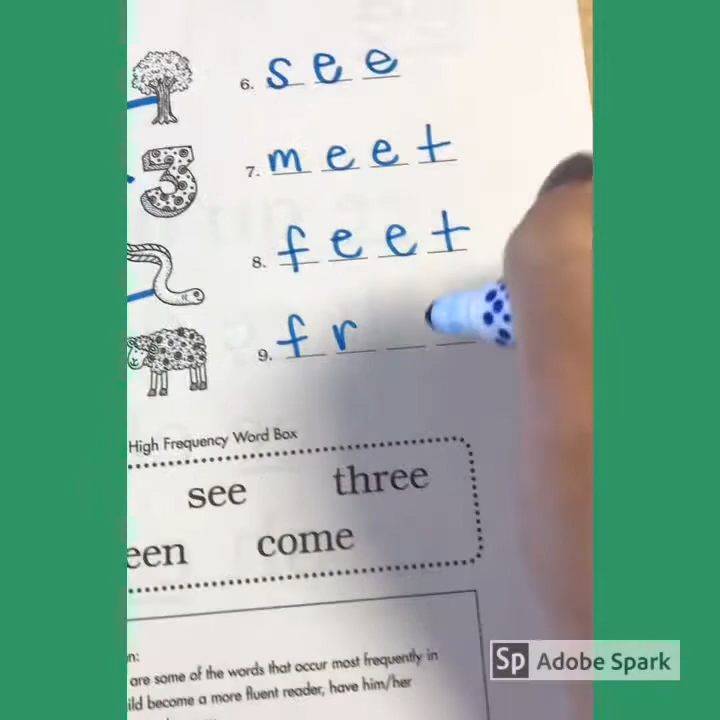 6. see
7. meet
8. feet
9. fr
3
High Frequency Word Box
see three
een come
n:
are some of the words that occur most frequently in
ild become a more fluent reader, have him/her
Sp Adobe Spark